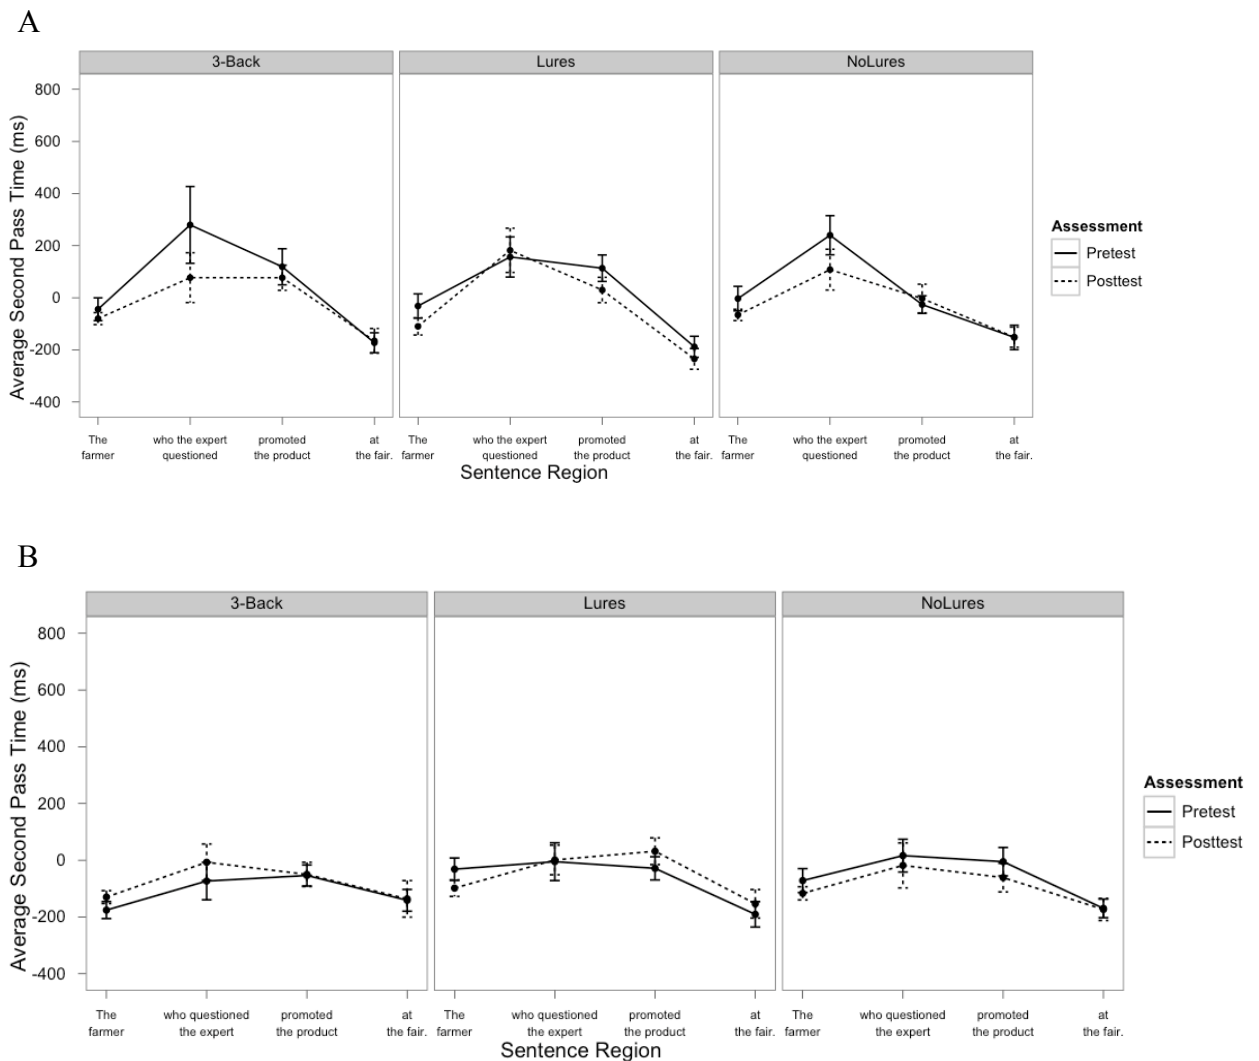 A
3-Back Lures NoLures
Average Second Pass Time (ms)
800
600
400
200
0
-200
-400
The who the expert promoted at The who the expert promoted at The who the expert promoted at
farmer questioned the product the fair. farmer questioned the product the fair. farmer questioned the product the fair.
Sentence Region
Assessment
Pretest
Posttest
B
3-Back Lures NoLures
Average Second Pass Time (ms)
800
600
400
200
0
-200
-400
The who questioned promoted at The who questioned promoted at The who questioned promoted at
farmer the expert the product the fair. farmer the expert the product the fair. farmer the expert the product the fair.
Sentence Region
Assessment
Pretest
Posttest